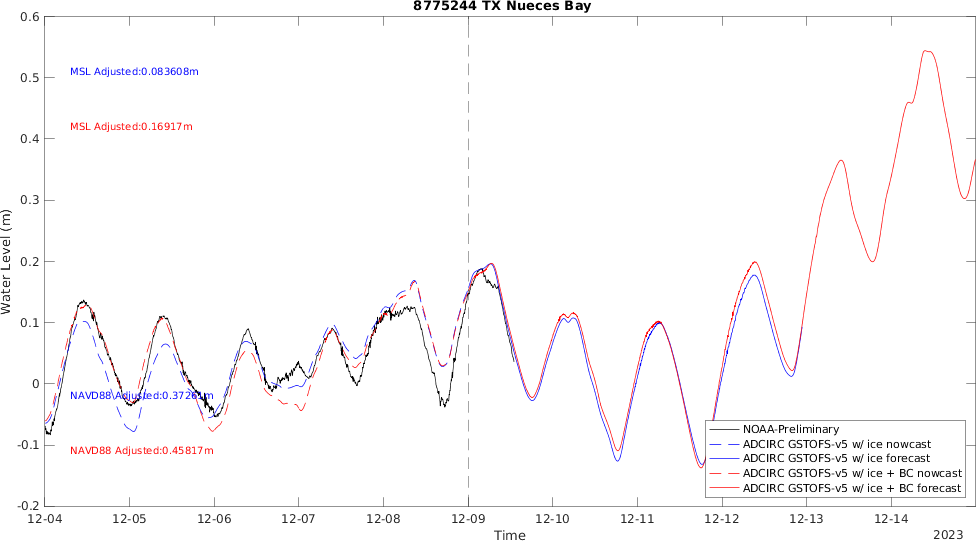 8775244 TX Nueces Bay
0.6
0.5
0.4
0.3
0.2
0.1
0
-0.1
-0.2
Water Level (m)
MSL Adjusted:0.083608m
MSL Adjusted:0.16917m
NAVD88 Adjusted:0.3726 m
NAVD88 Adjusted:0.45817m
NOAA-Preliminary
ADCIRC GSTOFS-v5 w/ ice nowcast
ADCIRC GSTOFS-v5 w/ ice forecast
ADCIRC GSTOFS-v5 w/ ice + BC nowcast
ADCIRC GSTOFS-v5 w/ ice + BC forecast
12-04
12-05
12-06
12-07
12-08
12-09
12-10
12-11
12-12
12-13
12-14
Time
2023